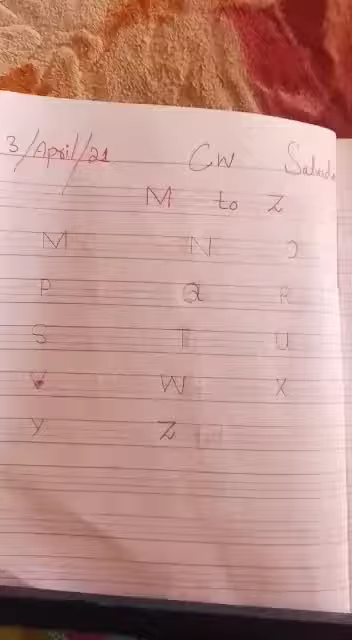 3/April/21 CW
M to Z
M N O
P Q R
S T U
V W X
Y Z